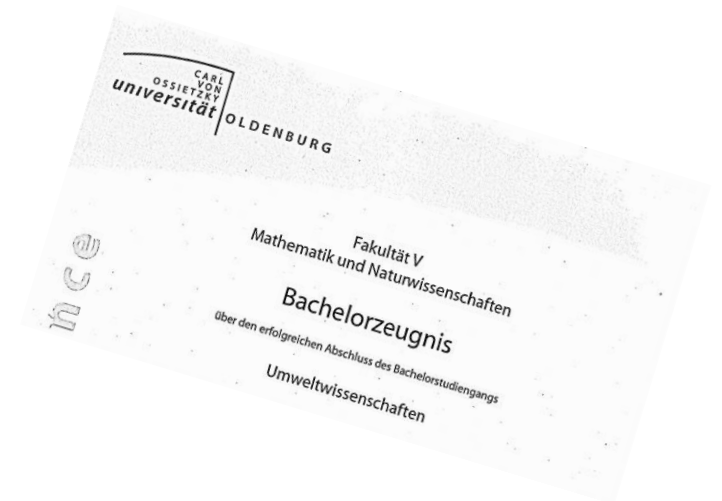 CARL
VON
OSSIETZKY
universität
OLDENBURG
Fakultät V
Mathematik und Naturwissenschaften
Bachelorzeugnis
über den erfolgreichen Abschluss des Bachelorstudiengangs
Umweltwissenschaften